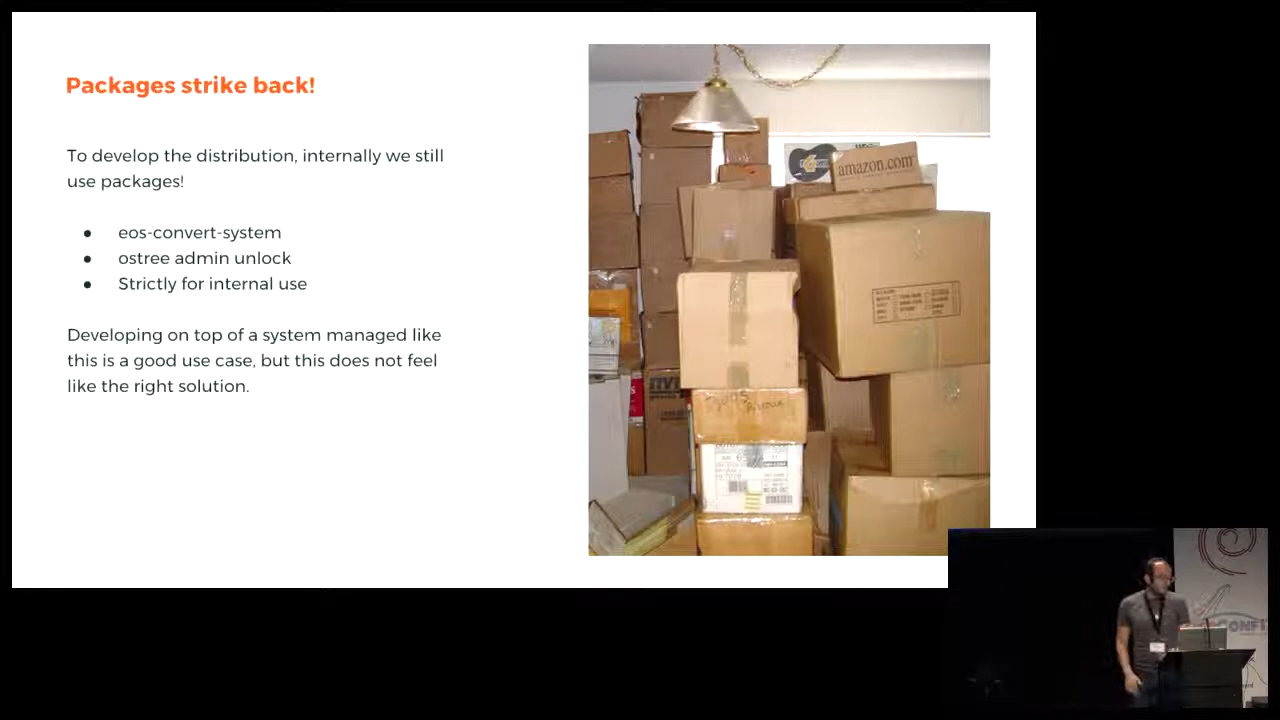 Packages strike back!
To develop the distribution, internally we still
use packages!
● eos-convert-system
● ostree admin unlock
● Strictly for internal use
Developing on top of a system managed like
this is a good use case, but this does not feel
like the right solution.
amazon.com